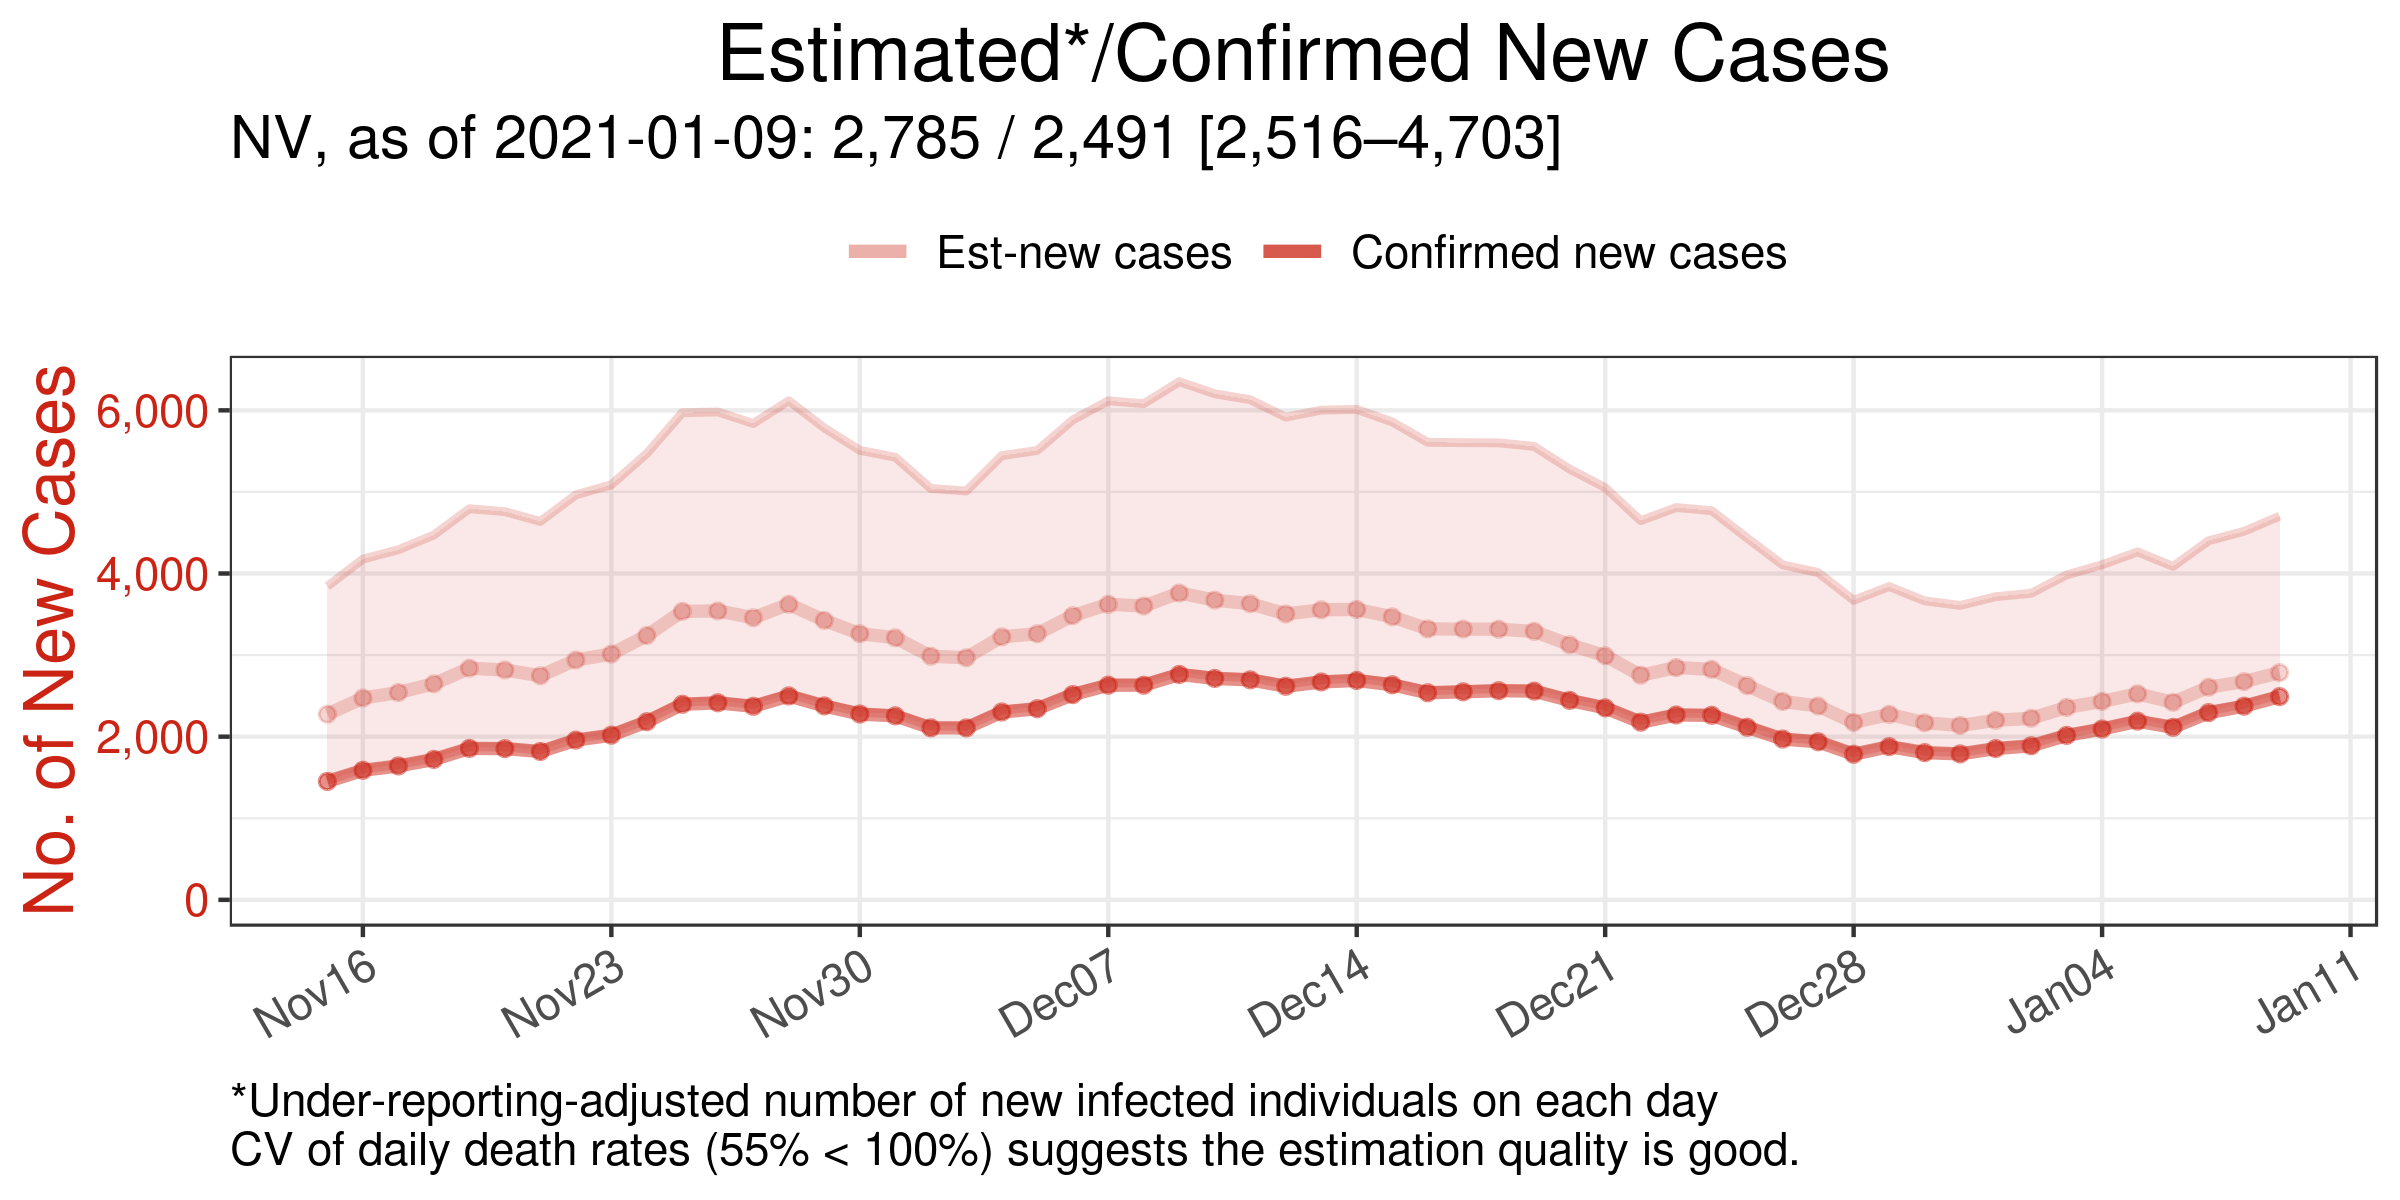 Estimated*/Confirmed New Cases
NV, as of 2021-01-09: 2,785 / 2,491 [2,516–4,703]
Est-new cases
Confirmed new cases
No. of New Cases
6,000
4,000
2,000
0
Nov16
Nov23
Nov30
Dec07
Dec14
Dec21
Dec28
Jan04
Jan11
*Under-reporting-adjusted number of new infected individuals on each day
CV of daily death rates (55% < 100%) suggests the estimation quality is good.